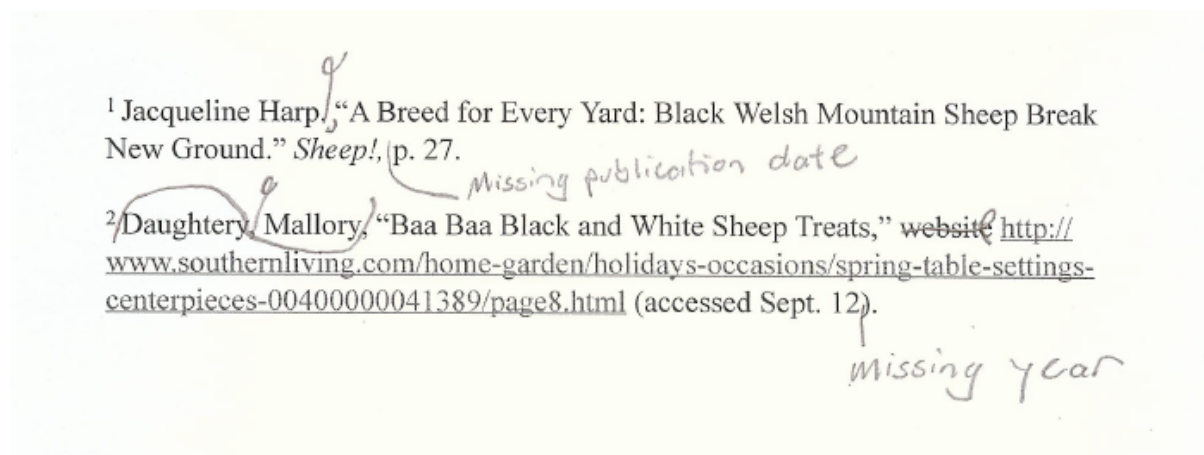 1 Jacqueline Harp., “A Breed for Every Yard: Black Welsh Mountain Sheep Break
New Ground.” Sheep!, p. 27.
Missing publication date
2 Daughtery, Mallory, “Baa Baa Black and White Sheep Treats,” website http://
www.southernliving.com/home-garden/holidays-occasions/spring-table-settings-
centerpieces-00400000041389/page8.html (accessed Sept. 12).
missing year